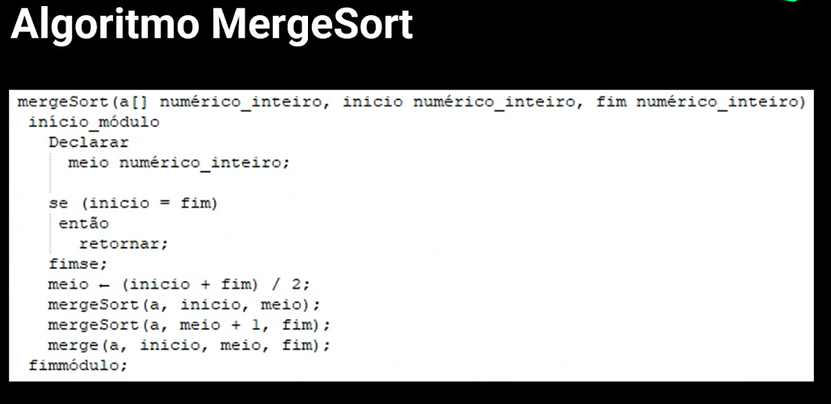 Algoritmo MergeSort
mergeSort(a[] numérico_inteiro, inicio numérico_inteiro, fim numérico_inteiro)
início_módulo
Declarar
meio numérico_inteiro;
se (inicio = fim)
então
retornar;
fimse;
meio ← (inicio + fim) / 2;
mergeSort(a, inicio, meio);
mergeSort(a, meio + 1, fim);
merge(a, inicio, meio, fim);
fimmódulo;